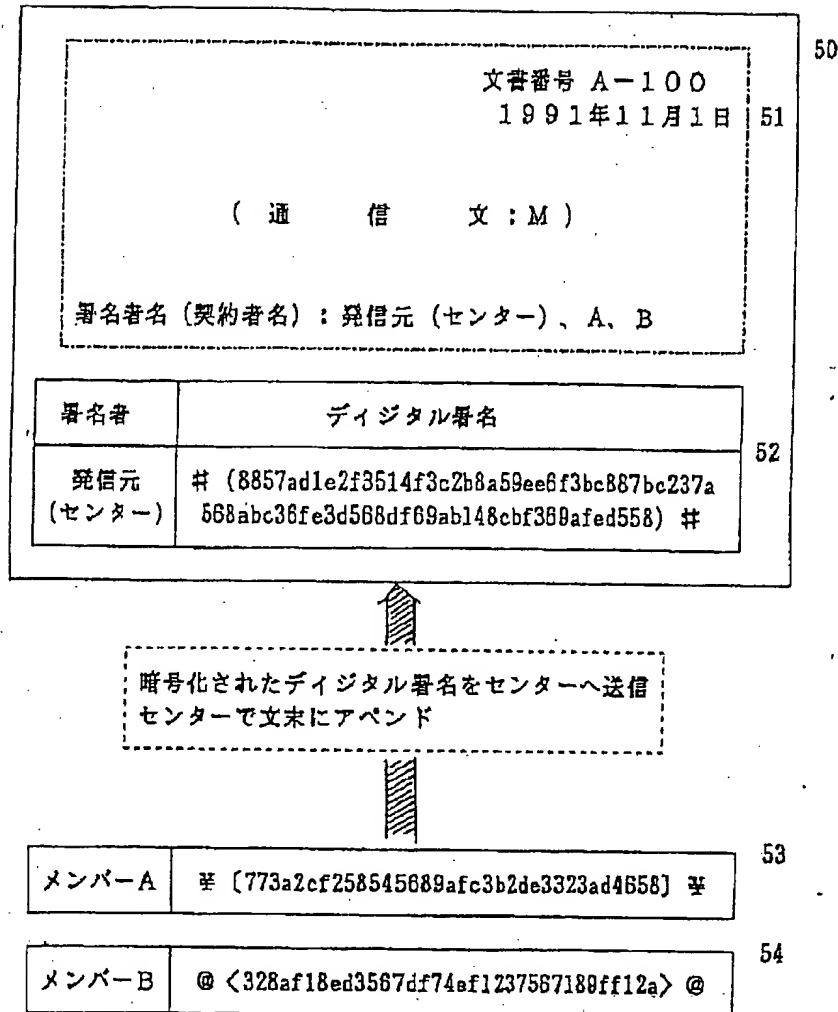 50
文書番号 A-100
1991年11月1日
51
( 通 信 文 : M )
署名者名 (契約者名) : 発信元 (センター)、A、B
署名者
ディジタル署名
52
発信元
(センター)
# (8857ad1e2f3514f3c2b8a59ee6f3bc887bc237a
568abc36fe3d568df69ab148cbf369afed558) #
暗号化されたディジタル署名をセンターへ送信
センターで文末にアペンド
53
メンバーA
¥ [773a2cf258545689afc3b2de3323ad4658] ¥
54
メンバーB
@ <328af18ed3567df74ef1237567189ff12a> @